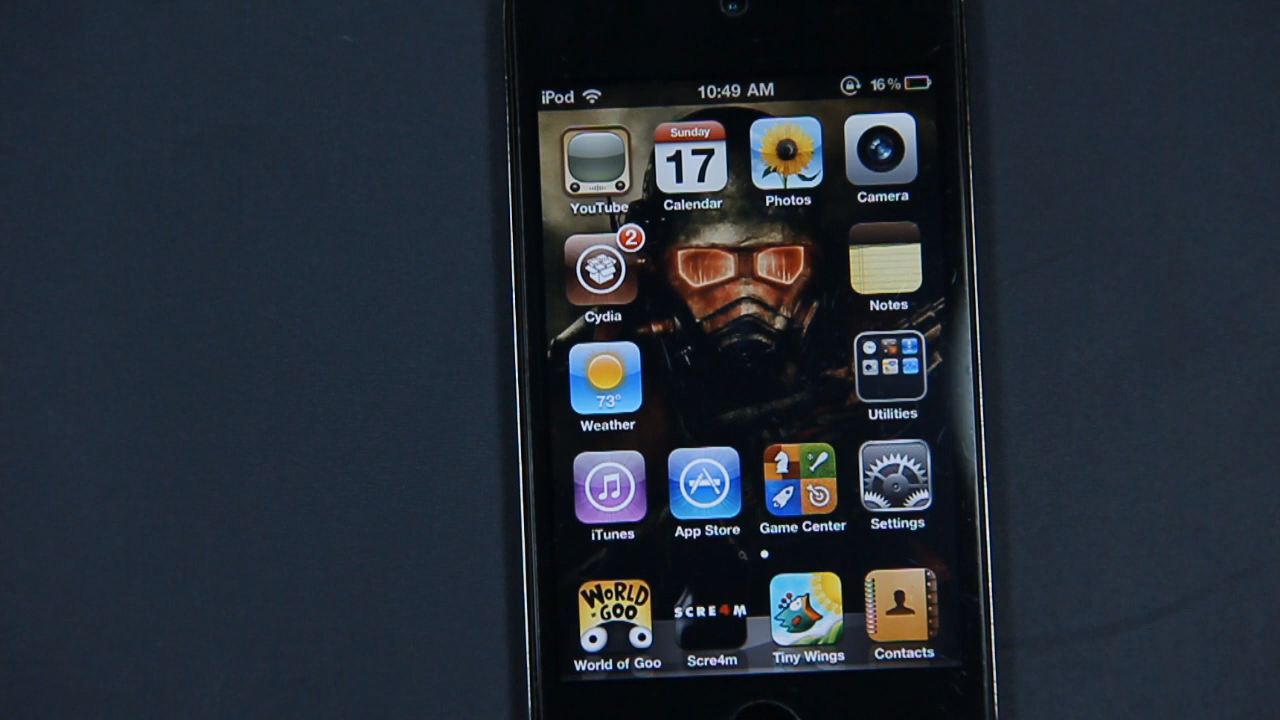 iPod 10:49 AM 16%
Sunday
17
YouTube Calendar Photos Camera
2
Cydia Notes
73°
Weather Utilities
iTunes App Store Game Center Settings
WORLD
OF GOO
SCRE4M
World of Goo Scre4m Tiny Wings Contacts